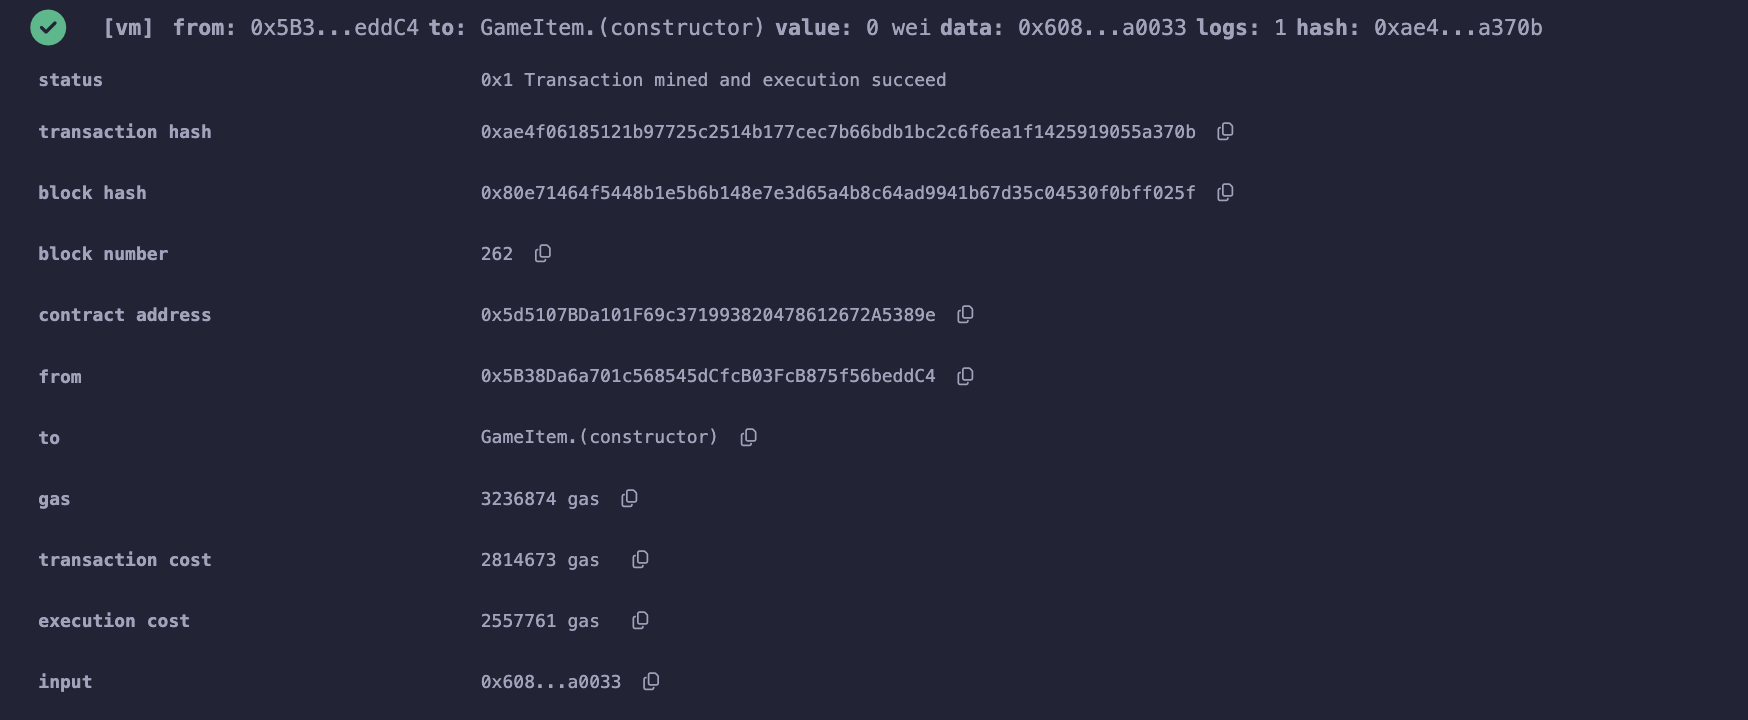 [vm] from: 0x5B3...eddC4 to: GameItem.(constructor) value: 0 wei data: 0x608...a0033 logs: 1 hash: 0xae4...a370b
status 0x1 Transaction mined and execution succeed
transaction hash 0xae4f06185121b97725c2514b177cec7b66bdb1bc2c6f6ea1f1425919055a370b
block hash 0x80e71464f5448b1e5b6b148e7e3d65a4b8c64ad9941b67d35c04530f0bff025f
block number 262
contract address 0x5d5107BDa101F69c371993820478612672A5389e
from 0x5B38Da6a701c568545dCfcB03FcB875f56beddC4
to GameItem.(constructor)
gas 3236874 gas
transaction cost 2814673 gas
execution cost 2557761 gas
input 0x608...a0033